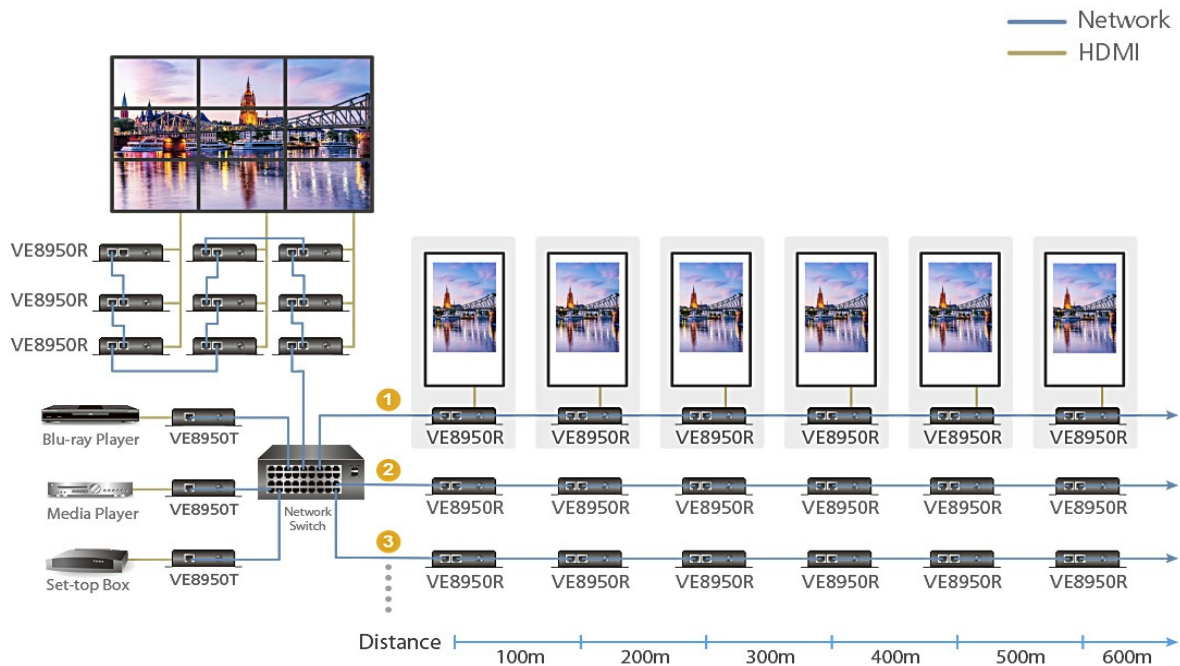 Network
HDMI
VE8950R
VE8950R
VE8950R
Blu-ray Player
VE8950T
Media Player
VE8950T
Set-top Box
VE8950T
Network
Switch
1
VE8950R VE8950R VE8950R VE8950R VE8950R VE8950R
2
VE8950R VE8950R VE8950R VE8950R VE8950R VE8950R
3
VE8950R VE8950R VE8950R VE8950R VE8950R VE8950R
Distance
100m 200m 300m 400m 500m 600m